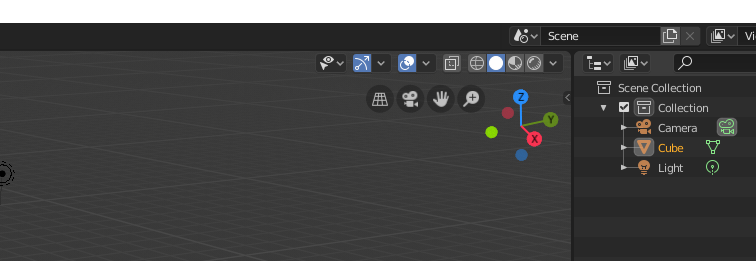 Scene
Vi
Scene Collection
Collection
Camera
Cube
Light
Z
Y
X